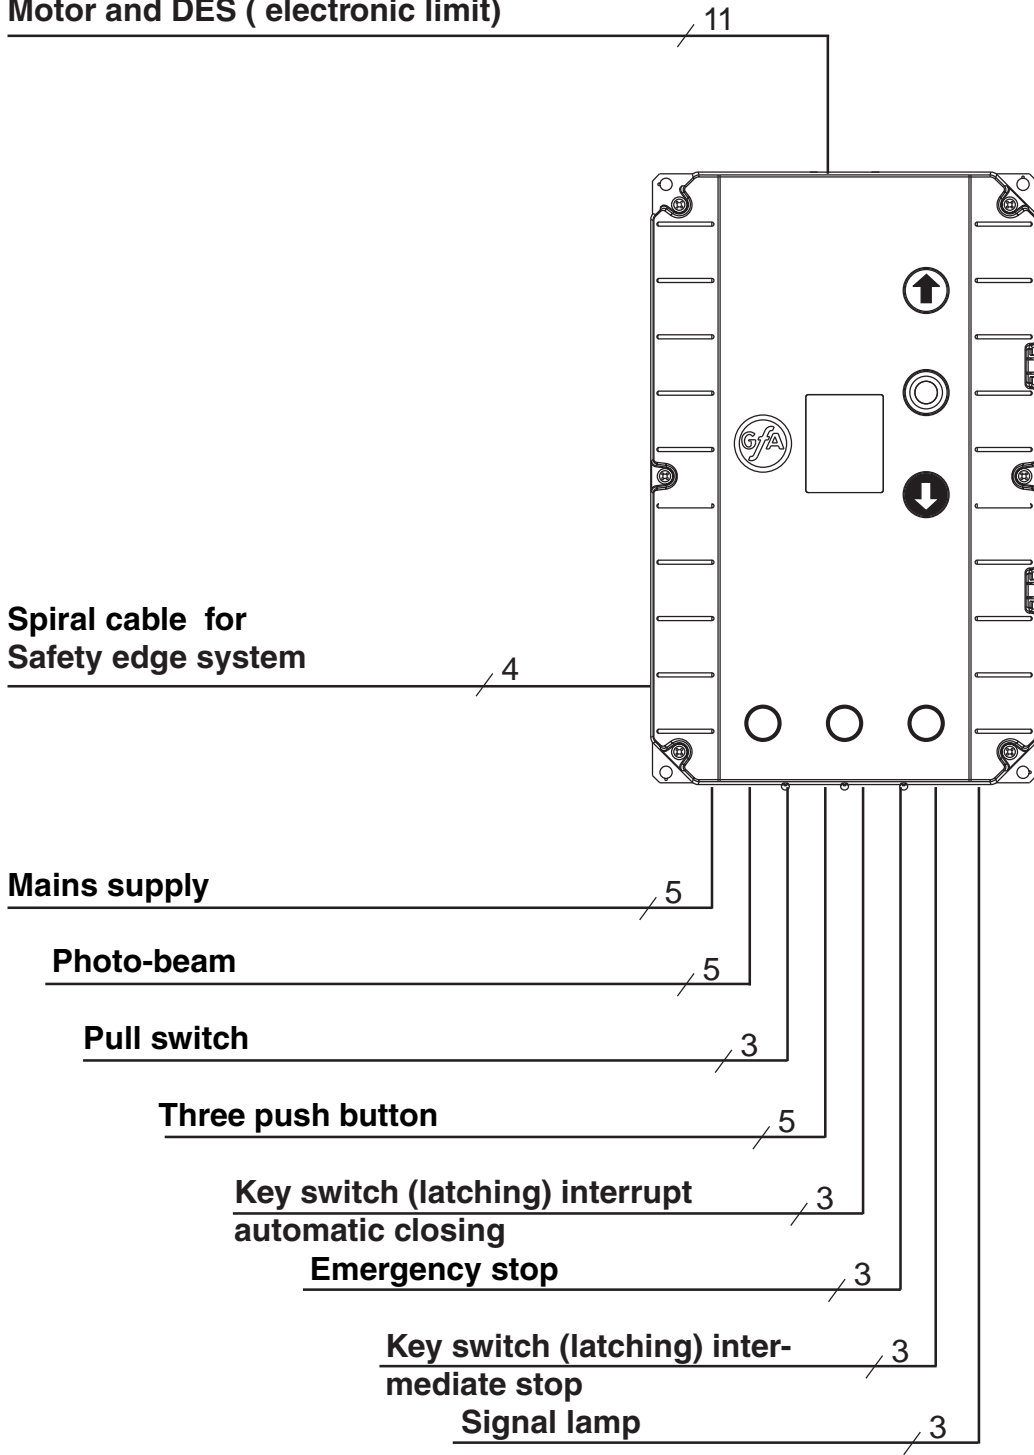 Motor and DES ( electronic limit)
11
GfA
Spiral cable for
Safety edge system
4
Mains supply
5
Photo-beam
5
Pull switch
3
Three push button
5
Key switch (latching) interrupt
automatic closing
3
Emergency stop
3
Key switch (latching) inter-
mediate stop
3
Signal lamp
3